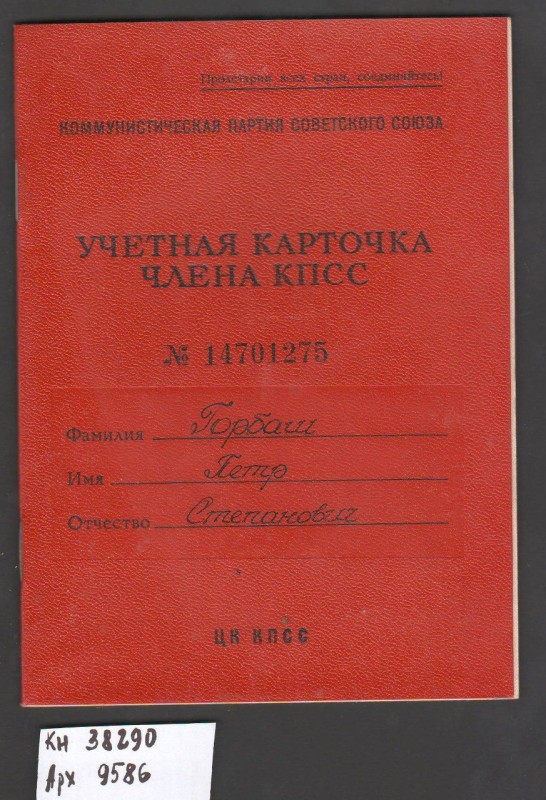 Пролетарии всех стран, соединяйтесь!
КОММУНИСТИЧЕСКАЯ ПАРТИЯ СОВЕТСКОГО СОЮЗА
УЧЕТНАЯ КАРТОЧКА
ЧЛЕНА КПСС
№ 14701275
Фамилия Горбаш
Имя Петр
Отчество Степанович
ЦК КПСС
КН 38290
Арх 9586